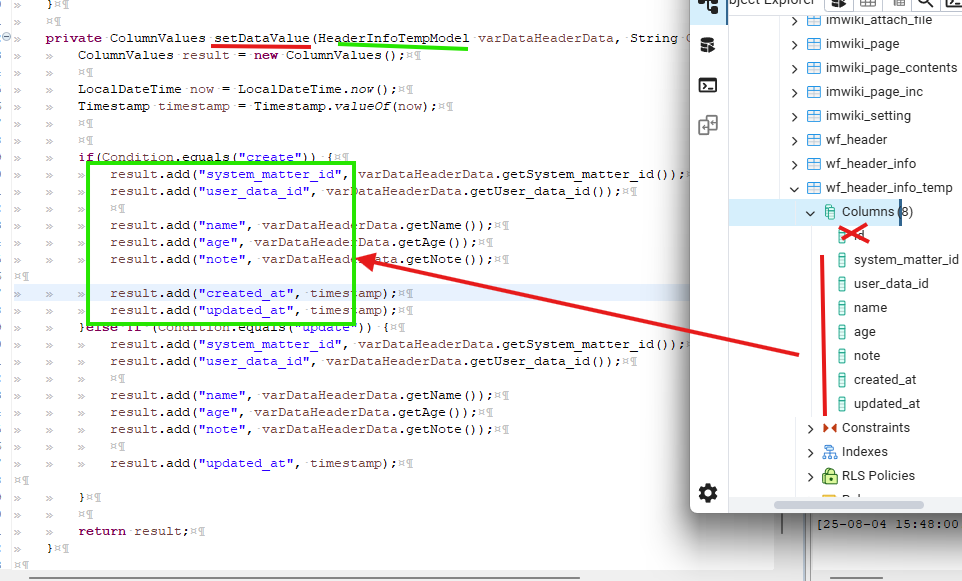 }
private ColumnValues setDataValue(HeaderInfoTempModel varDataHeaderData, String
ColumnValues result = new ColumnValues();
LocalDateTime now = LocalDateTime.now();
Timestamp timestamp = Timestamp.valueOf(now);
if(Condition.equals("create")) {
result.add("system_matter_id", varDataHeaderData.getSystem_matter_id());
result.add("user_data_id", varDataHeaderData.getUser_data_id());
result.add("name", varDataHeaderData.getName());
result.add("age", varDataHeaderData.getAge());
result.add("note", varDataHeaderData.getNote());
result.add("created_at", timestamp);
result.add("updated_at", timestamp);
}else if (Condition.equals("update")) {
result.add("system_matter_id", varDataHeaderData.getSystem_matter_id());
result.add("user_data_id", varDataHeaderData.getUser_data_id());
result.add("name", varDataHeaderData.getName());
result.add("age", varDataHeaderData.getAge());
result.add("note", varDataHeaderData.getNote());
result.add("updated_at", timestamp);
}
return result;
}
Explorer
imwiki_attach_file
imwiki_page
imwiki_page_contents
imwiki_page_inc
imwiki_setting
wf_header
wf_header_info
wf_header_info_temp
Columns (8)
id
system_matter_id
user_data_id
name
age
note
created_at
updated_at
Constraints
Indexes
RLS Policies
[25-08-04 15:48:00